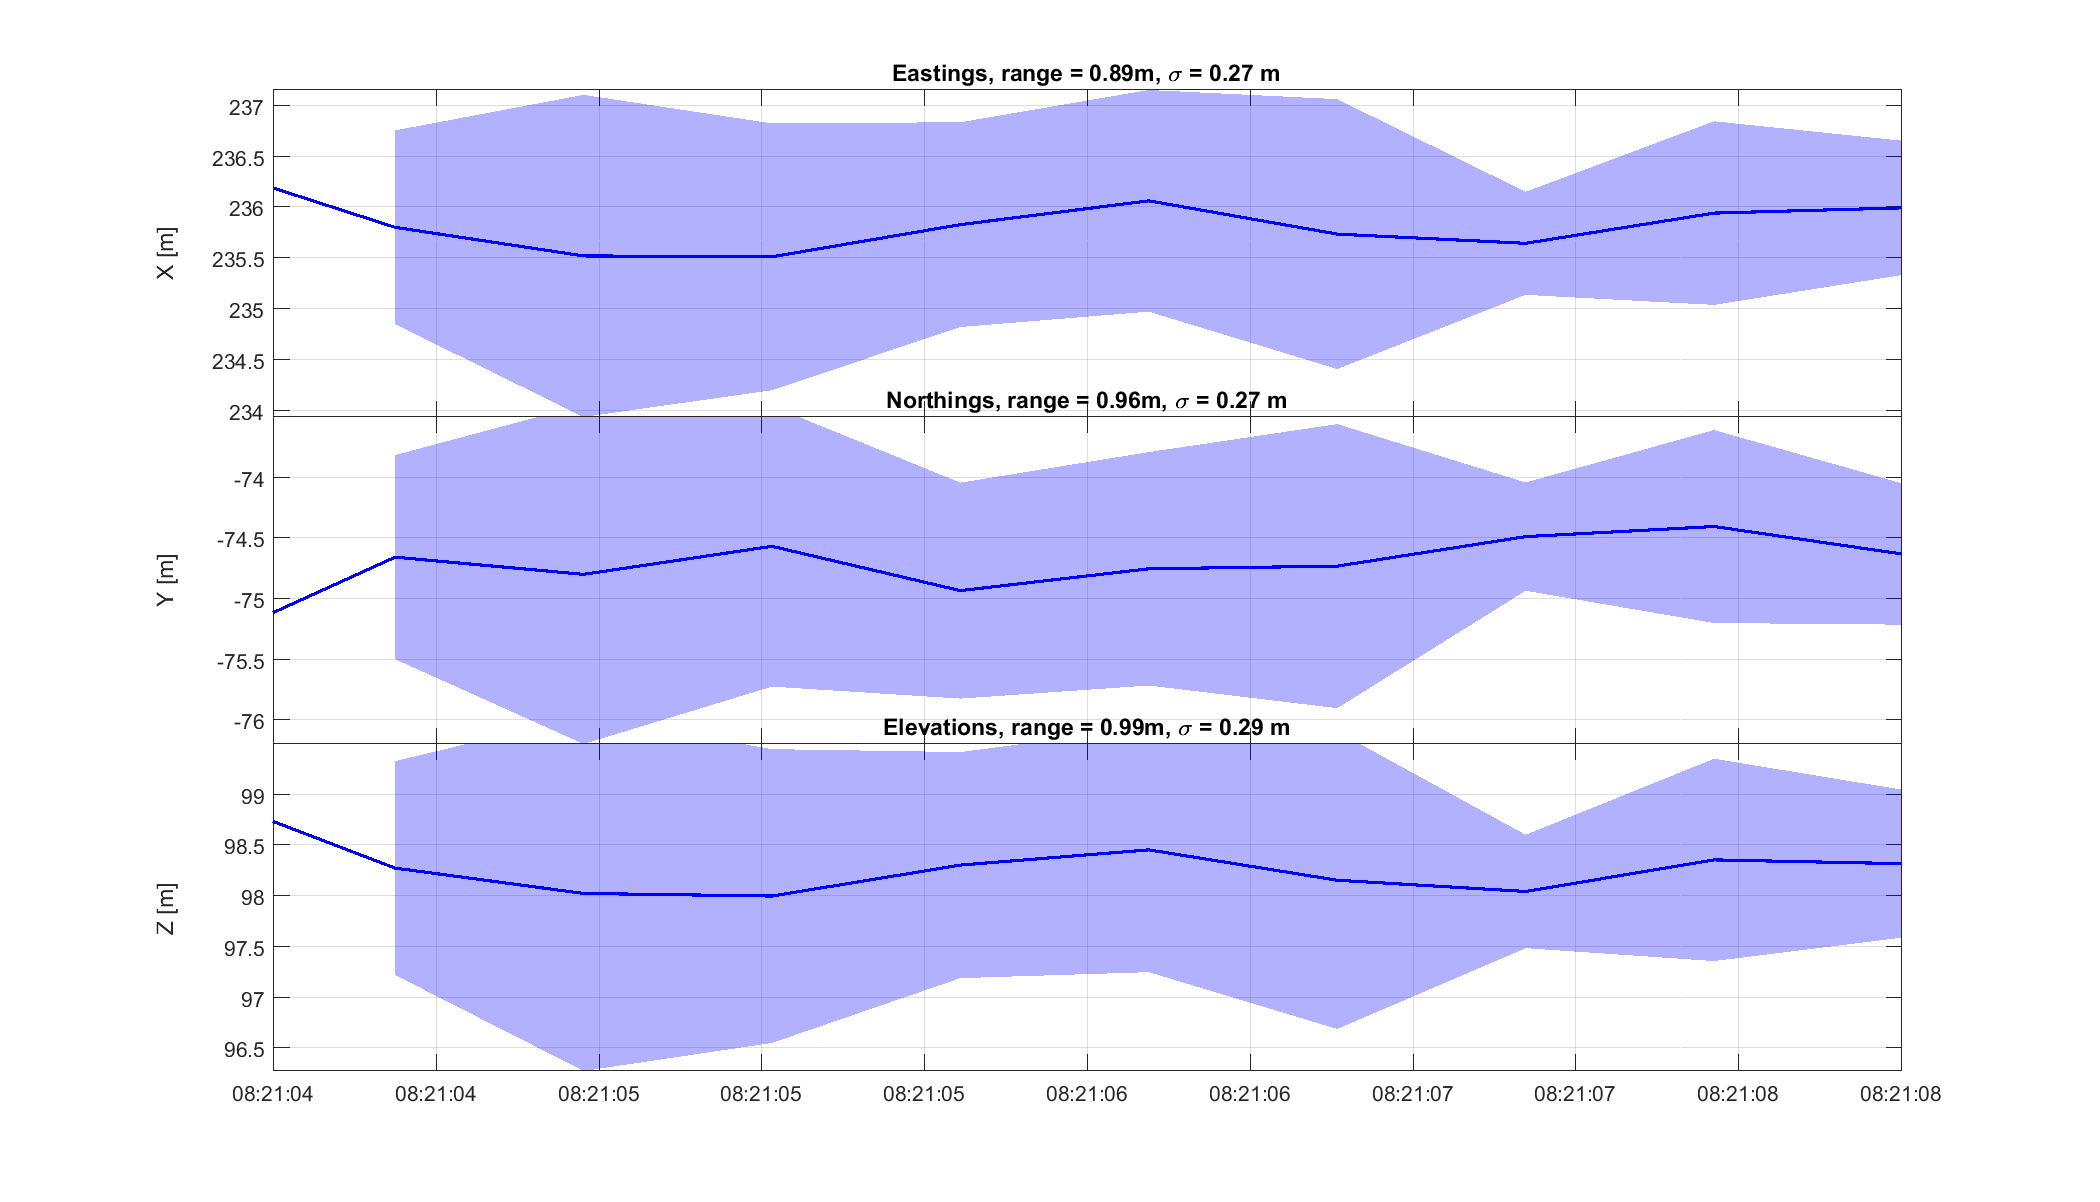 Eastings, range = 0.89m, σ = 0.27 m
237
236.5
236
235.5
235
234.5
234
X [m]
Northings, range = 0.96m, σ = 0.27 m
-74
-74.5
-75
-75.5
-76
Y [m]
Elevations, range = 0.99m, σ = 0.29 m
99
98.5
98
97.5
97
96.5
Z [m]
08:21:04 08:21:04 08:21:05 08:21:05 08:21:05 08:21:06 08:21:06 08:21:07 08:21:07 08:21:08 08:21:08